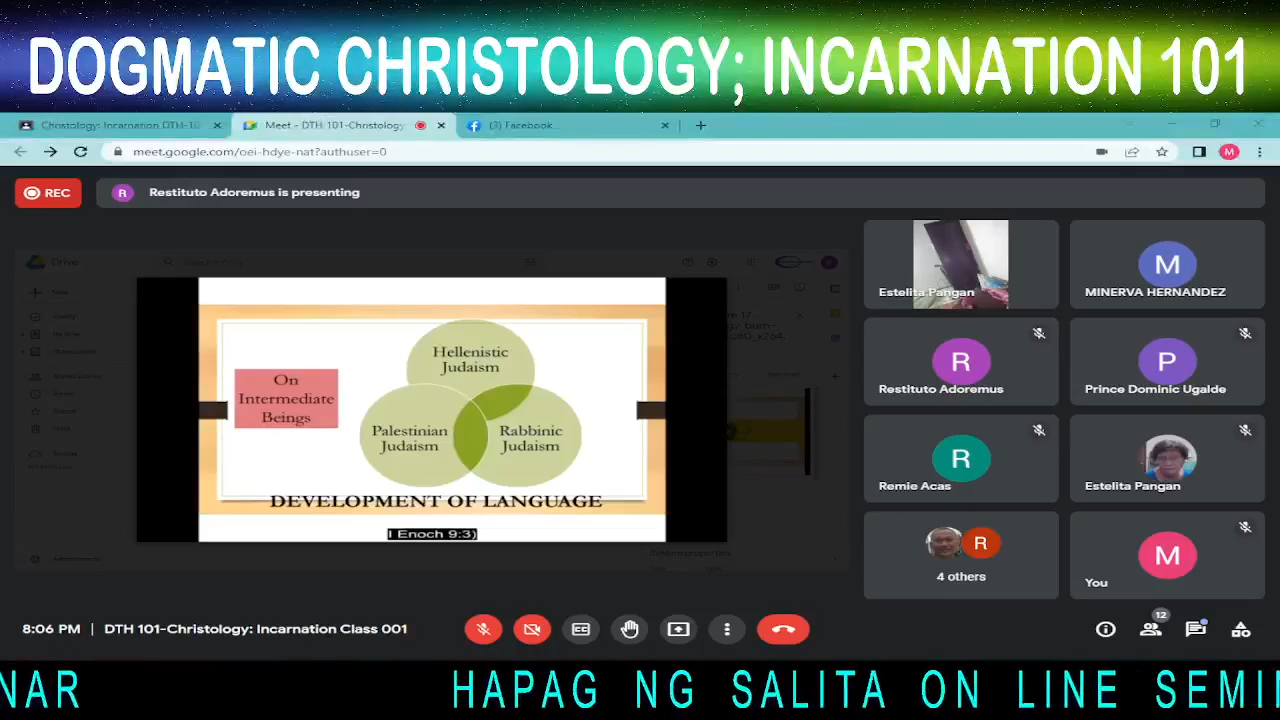 DOGMATIC CHRISTOLOGY; INCARNATION 101
Christology: Incarnation DTH-10
Meet - DTH 101-Christology
(3) Facebook
meet.google.com/oei-hdye-nat?authuser=0
M
REC
R
Restituto Adoremus is presenting
Drive
Hellenistic
Judaism
On
Intermediate
Beings
Palestinian
Judaism
Rabbinic
Judaism
DEVELOPMENT OF LANGUAGE
I Enoch 9:3)
Estelita Pangan
M
MINERVA HERNANDEZ
R
Restituto Adoremus
P
Prince Dominic Ugalde
R
Remie Acas
Estelita Pangan
R
4 others
M
You
8:06 PM | DTH 101-Christology: Incarnation Class 001
12
NAR HAPAG NG SALITA ON LINE SEMI